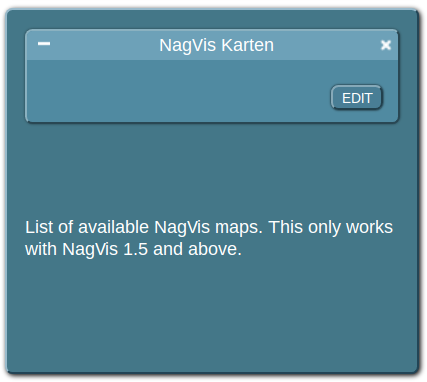 NagVis Karten
EDIT
List of available NagVis maps. This only works
with NagVis 1.5 and above.